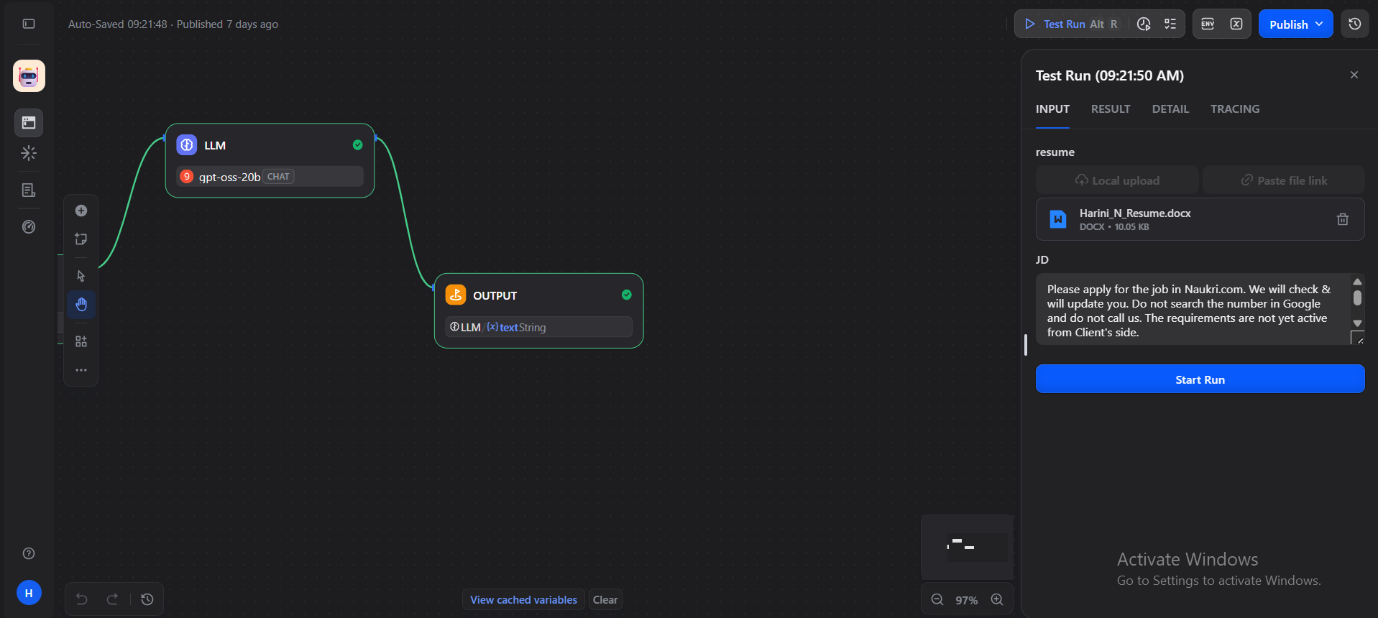 Auto-Saved 09:21:48 · Published 7 days ago
Test Run Alt R
ENV
Publish
LLM
gpt-oss-20b CHAT
OUTPUT
LLM / {x} text String
Test Run (09:21:50 AM)
INPUT RESULT DETAIL TRACING
resume
Local upload
Paste file link
Harini_N_Resume.docx
DOCX • 10.05 KB
JD
Please apply for the job in Naukri.com. We will check &
will update you. Do not search the number in Google
and do not call us. The requirements are not yet active
from Client's side.
Start Run
H
View cached variables
Clear
97%
Activate Windows
Go to Settings to activate Windows.